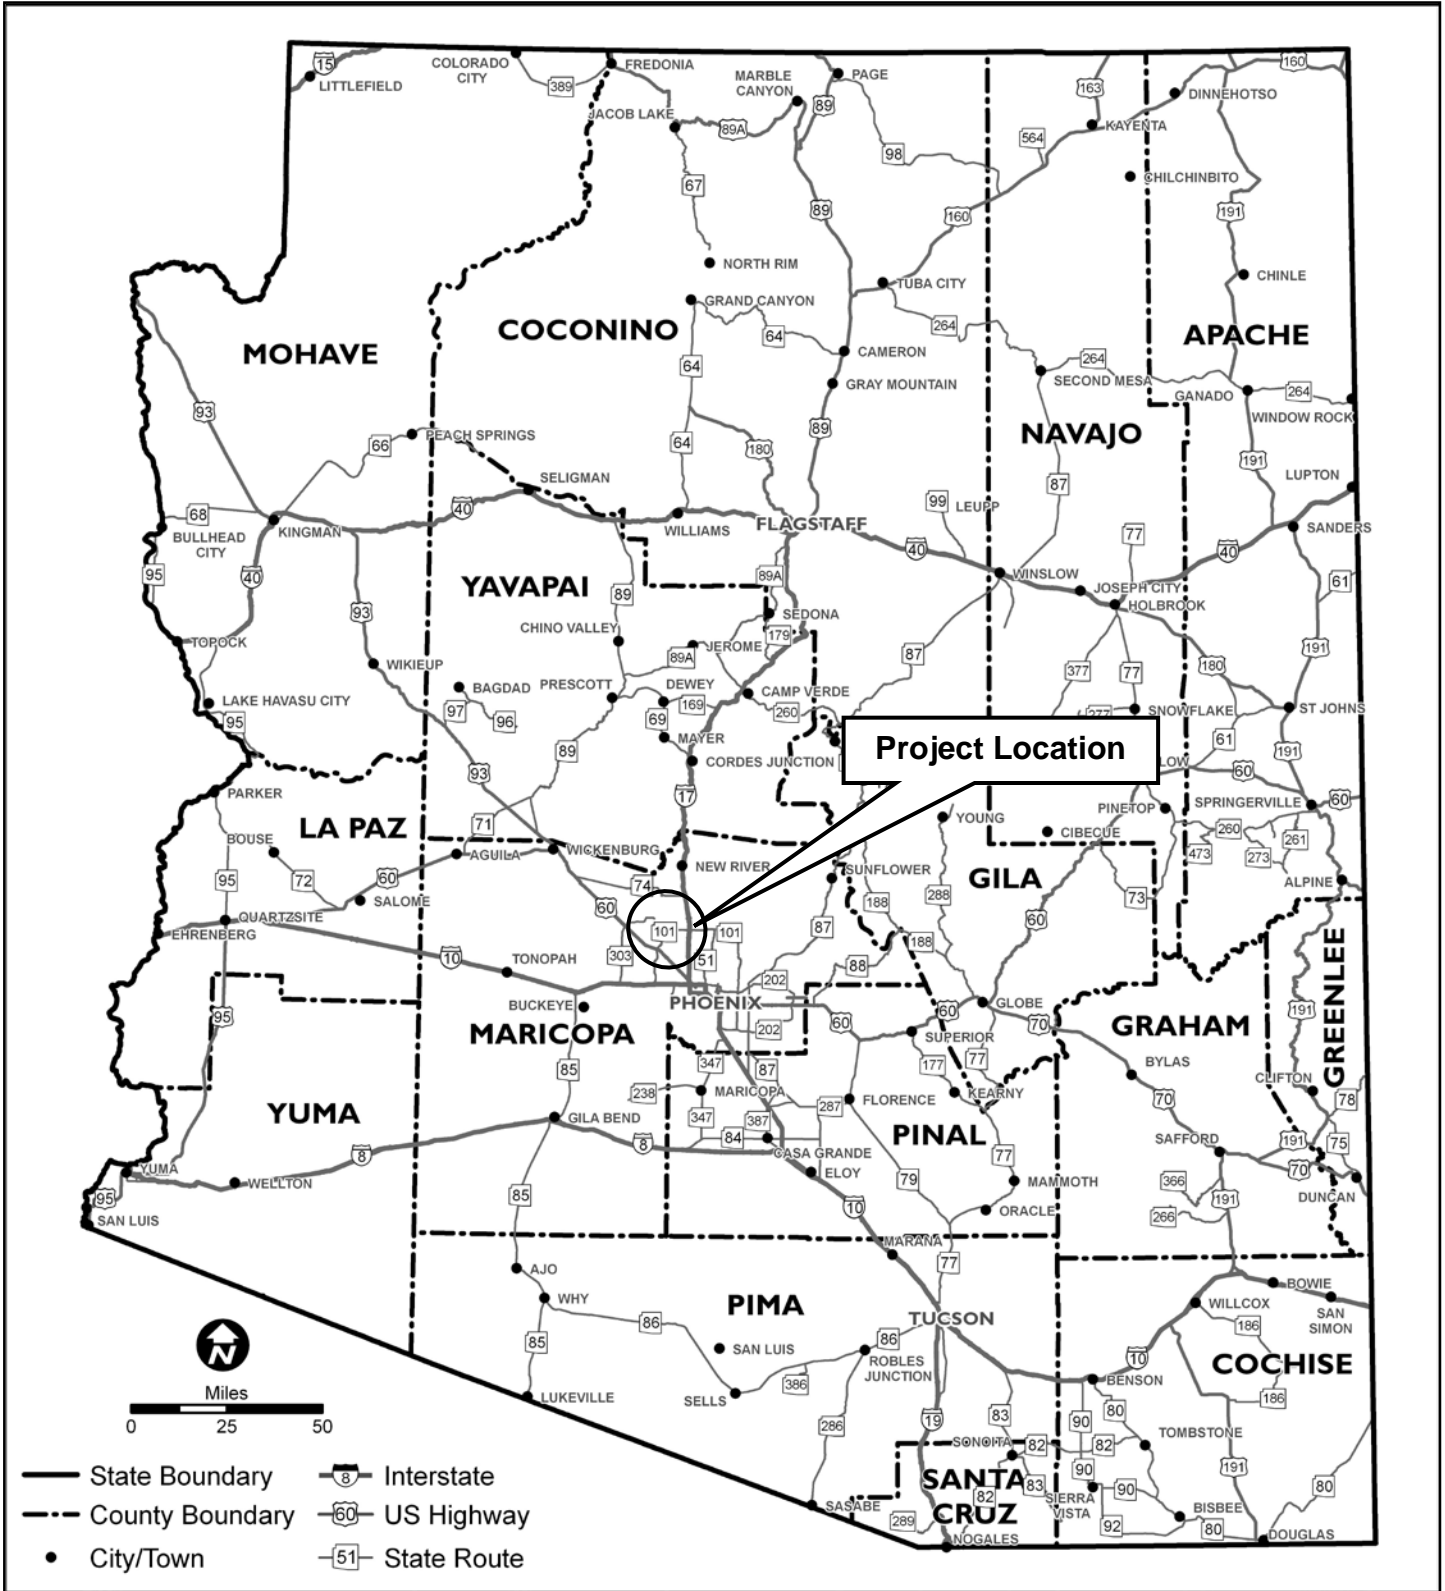 15
LITTLEFIELD
COLORADO
CITY
389
FREDONIA
MARBLE
CANYON
PAGE
89
160
163
DINNEHOTSO
JACOB LAKE
89A
564
KAYENTA
98
67
CHILCHINBITO
89
160
191
NORTH RIM
GRAND CANYON
TUBA CITY
CHINLE
COCONINO
264
64
APACHE
MOHAVE
64
CAMERON
264
SECOND MESA
GRAY MOUNTAIN
GANADO
264
WINDOW ROCK
93
89
NAVAJO
66
PEACH SPRINGS
64
180
191
LUPTON
SELIGMAN
87
99
LEUPP
68
40
KINGMAN
BULLHEAD
CITY
WILLIAMS
FLAGSTAFF
SANDERS
77
40
40
95
40
89A
WINSLOW
61
YAVAPAI
89
JOSEPH CITY
HOLBROOK
93
SEDONA
CHINO VALLEY
179
TOPOCK
JEROME
89A
87
191
WIKIEUP
180
377
77
BAGDAD
PRESCOTT
DEWEY
CAMP VERDE
LAKE HAVASU CITY
97
96
169
260
95
69
277
SNOWFLAKE
ST JOHNS
MAYER
61
89
CORDES JUNCTION
Project Location
191
LOW
93
60
PARKER
17
SPRINGERVILLE
60
PINETOP
LA PAZ
71
YOUNG
BOUSE
CIBECUE
260
261
AGUILA
WICKENBURG
473
273
NEW RIVER
SUNFLOWER
GILA
95
72
60
74
ALPINE
288
73
SALOME
60
188
QUARTZSITE
60
EHRENBERG
101
101
87
188
10
303
51
TONOPAH
88
202
GREENLEE
BUCKEYE
PHOENIX
GLOBE
95
60
60
191
MARICOPA
202
70
GRAHAM
SUPERIOR
347
87
177
77
BYLAS
85
CLIFTON
238
MARICOPA
KEARNY
78
YUMA
287
FLORENCE
70
GILA BEND
347
387
PINAL
SAFFORD
191
75
8
84
8
CASA GRANDE
77
YUMA
70
ELOY
WELLTON
79
MAMMOTH
366
95
85
191
DUNCAN
10
SAN LUIS
ORACLE
266
MARANA
77
AJO
BOWIE
WHY
PIMA
WILLCOX
SAN
SIMON
TUCSON
86
186
N
85
SAN LUIS
86
ROBLES
JUNCTION
10
COCHISE
386
BENSON
Miles
LUKEVILLE
SELLS
186
0
25
50
19
83
80
90
286
SONOITA
82
82
TOMBSTONE
SANTA
CRUZ
90
191
State Boundary
8
Interstate
83
90
80
82
SIERRA
VISTA
SASABE
BISBEE
County Boundary
60
US Highway
289
92
80
DOUGLAS
NOGALES
City/Town
51
State Route